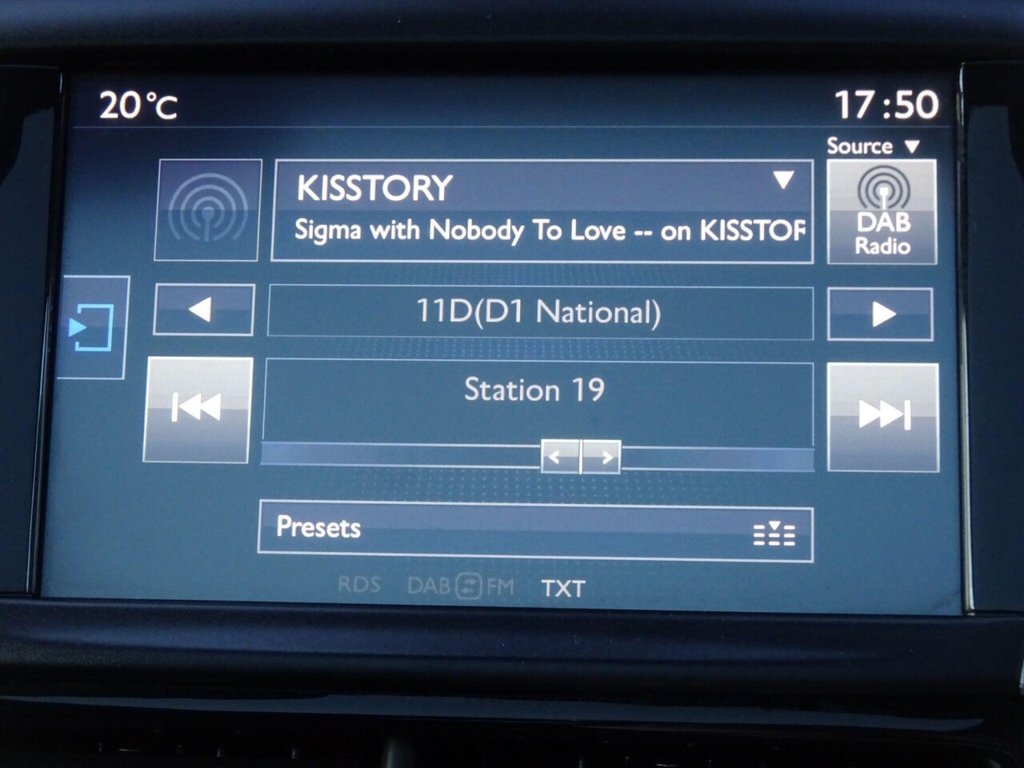 20°C
17:50
Source
KISSTORY
Sigma with Nobody To Love -- on KISSTOR
DAB
Radio
11D(D1 National)
Station 19
Presets
RDS DAB FM TXT